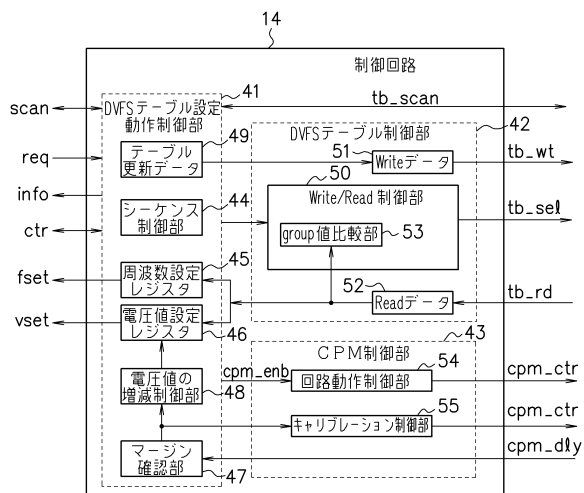 14
制御回路
41
scan
DVFSテーブル設定
動作制御部
tb_scan
DVFSテーブル制御部
42
req
テーブル
更新データ
49
51
Writeデータ
tb_wt
info
50
Write/Read 制御部
シーケンス
制御部
44
ctr
group 値比較部
53
tb_sel
fset
周波数設定
レジスタ
45
52
Readデータ
tb_rd
vset
電圧値設定
レジスタ
46
43
CPM制御部
54
電圧値の
増減制御部
48
cpm_enb
回路動作制御部
cpm_ctr
55
キャリブレーション制御部
cpm_ctr
マージン
確認部
47
cpm_dly